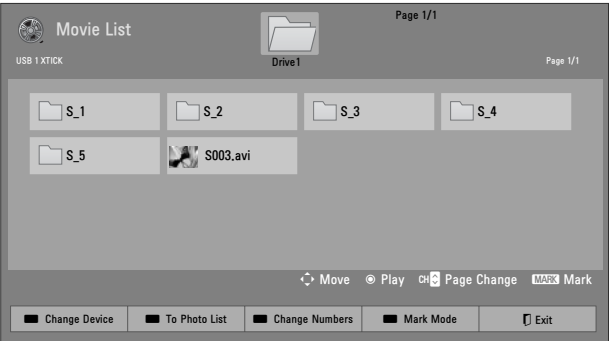 Page 1/1
Movie List
USB 1 XTICK
Drive1
Page 1/1
S_1
S_2
S_3
S_4
S_5
S003.avi
Move
Play
CH Page Change
MARK Mark
Change Device
To Photo List
Change Numbers
Mark Mode
Exit